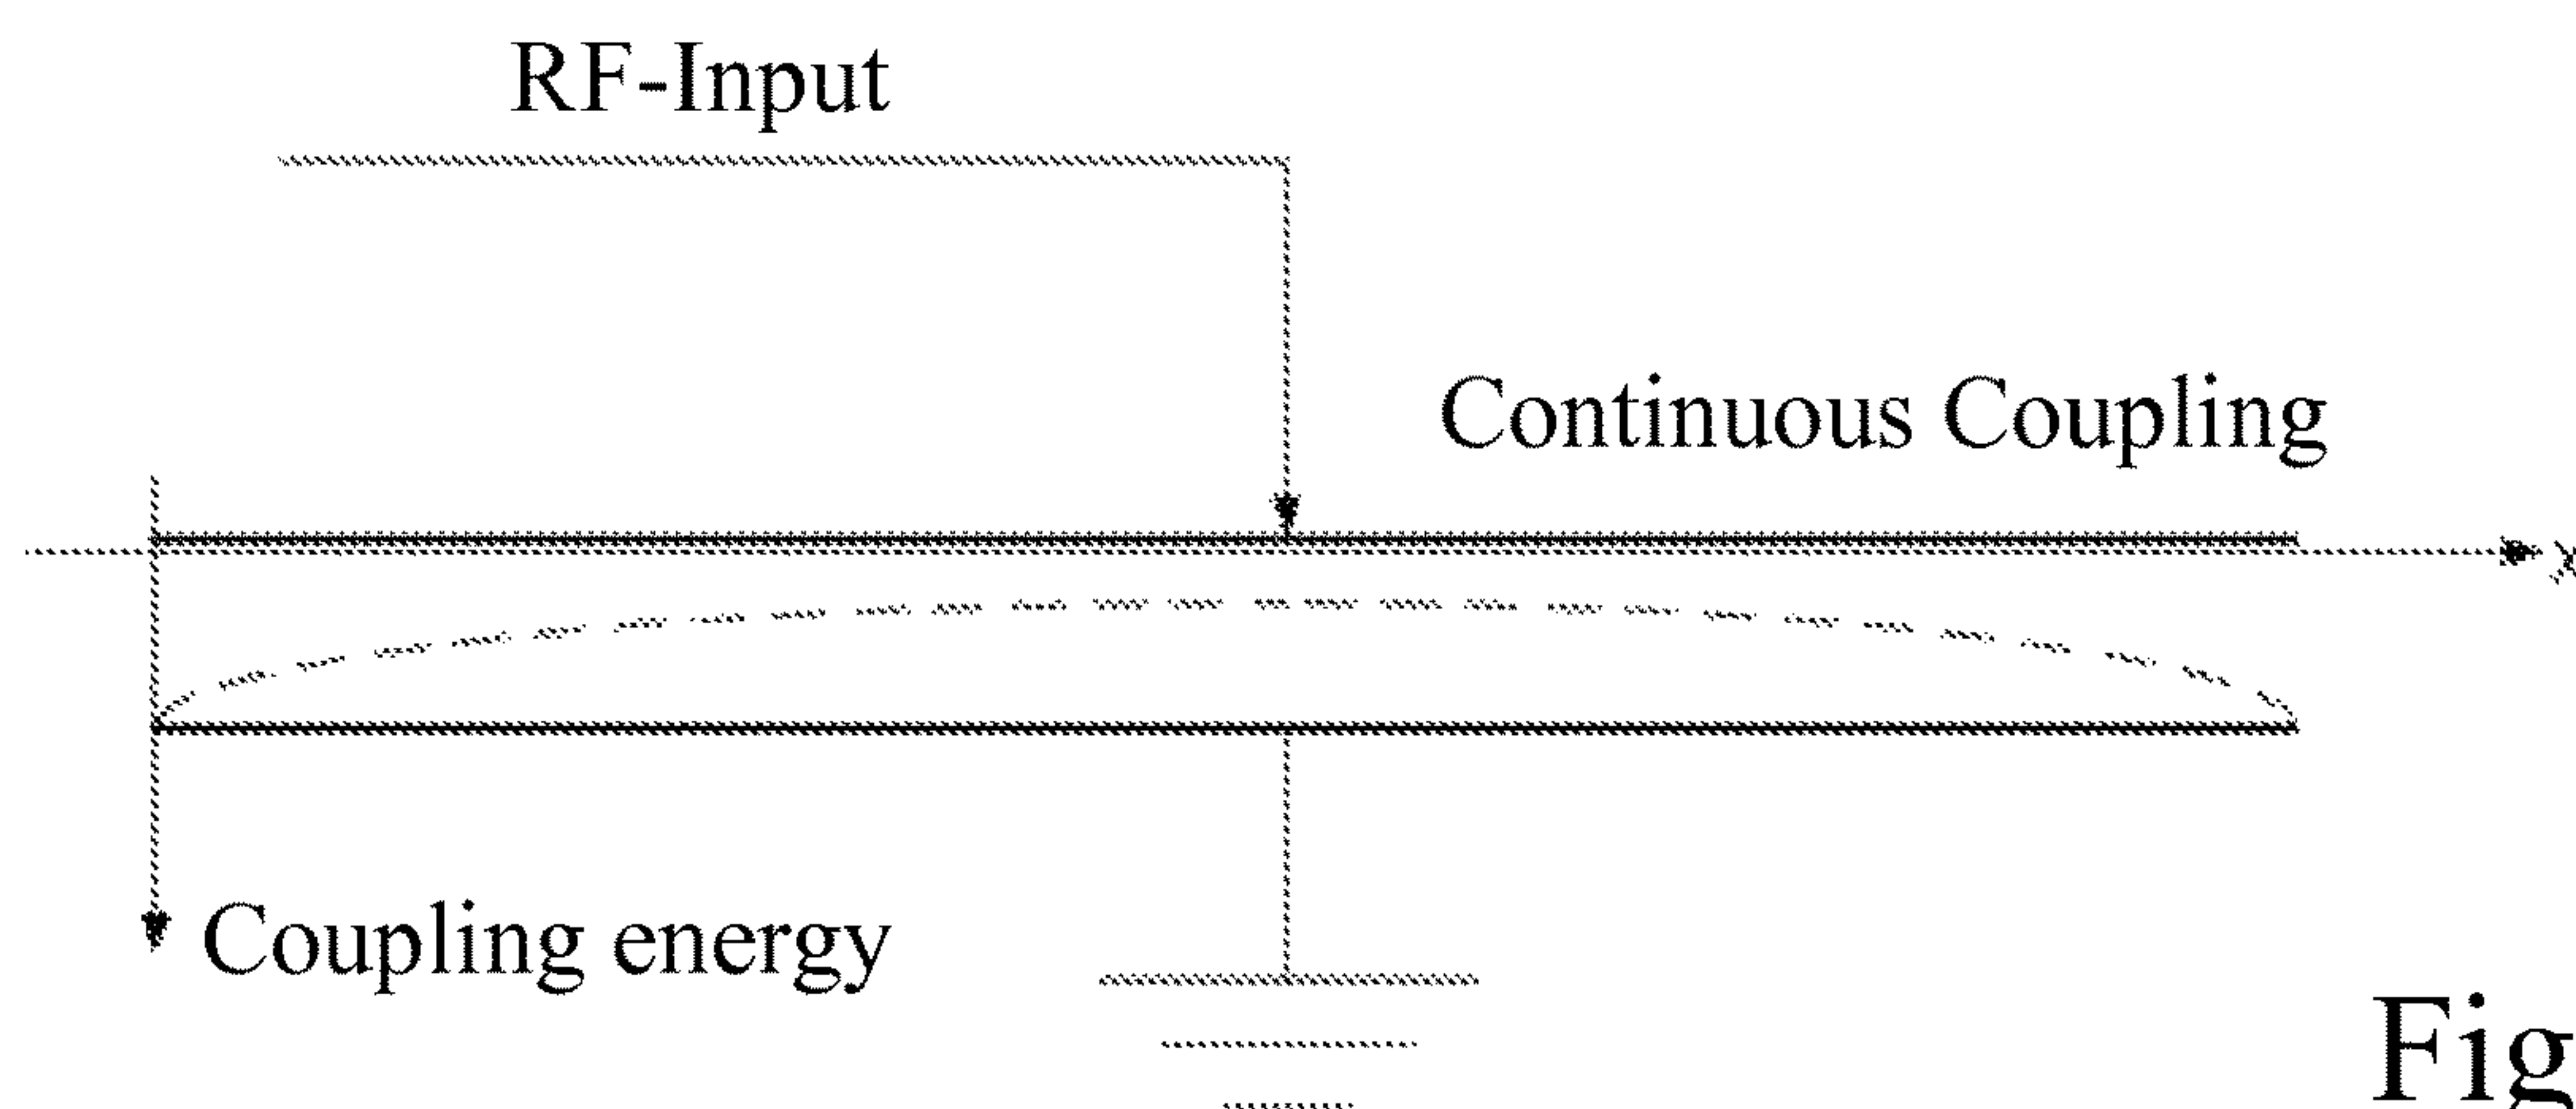 RF-Input
Continuous Coupling
X
Coupling energy
Fig